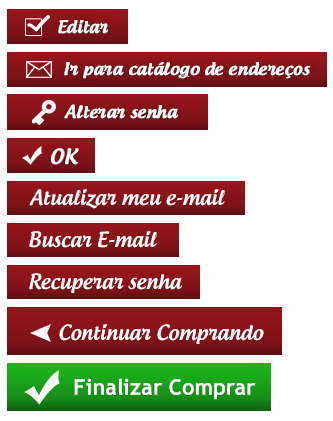 Editar
Ir para catálogo de endereços
Alterar senha
OK
Atualizar meu e-mail
Buscar E-mail
Recuperar senha
Continuar Comprando
Finalizar Comprar